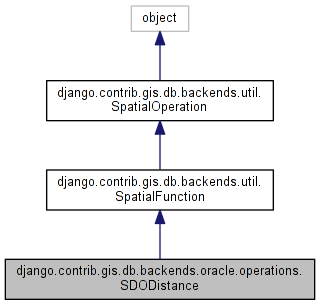 object
django.contrib.gis.db.backends.util.
SpatialOperation
django.contrib.gis.db.backends.util.
SpatialFunction
django.contrib.gis.db.backends.oracle.operations.
SDODistance